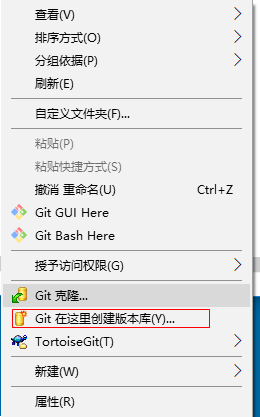 查看(V)
排序方式(O)
分组依据(P)
刷新(E)
自定义文件夹(F)...
粘贴(P)
粘贴快捷方式(S)
撤消 重命名(U) Ctrl+Z
Git GUI Here
Git Bash Here
授予访问权限(G)
Git 克隆...
Git 在这里创建版本库(Y)...
TortoiseGit(T)
新建(W)
属性(R)